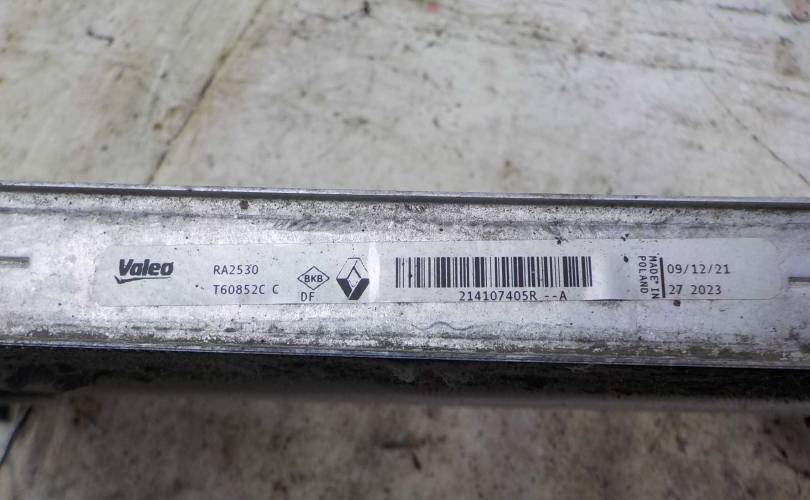 Valeo
RA2530
T60852C C
BKB
DF
214107405R --A
MADE IN
POLAND
09/12/21
27 2023